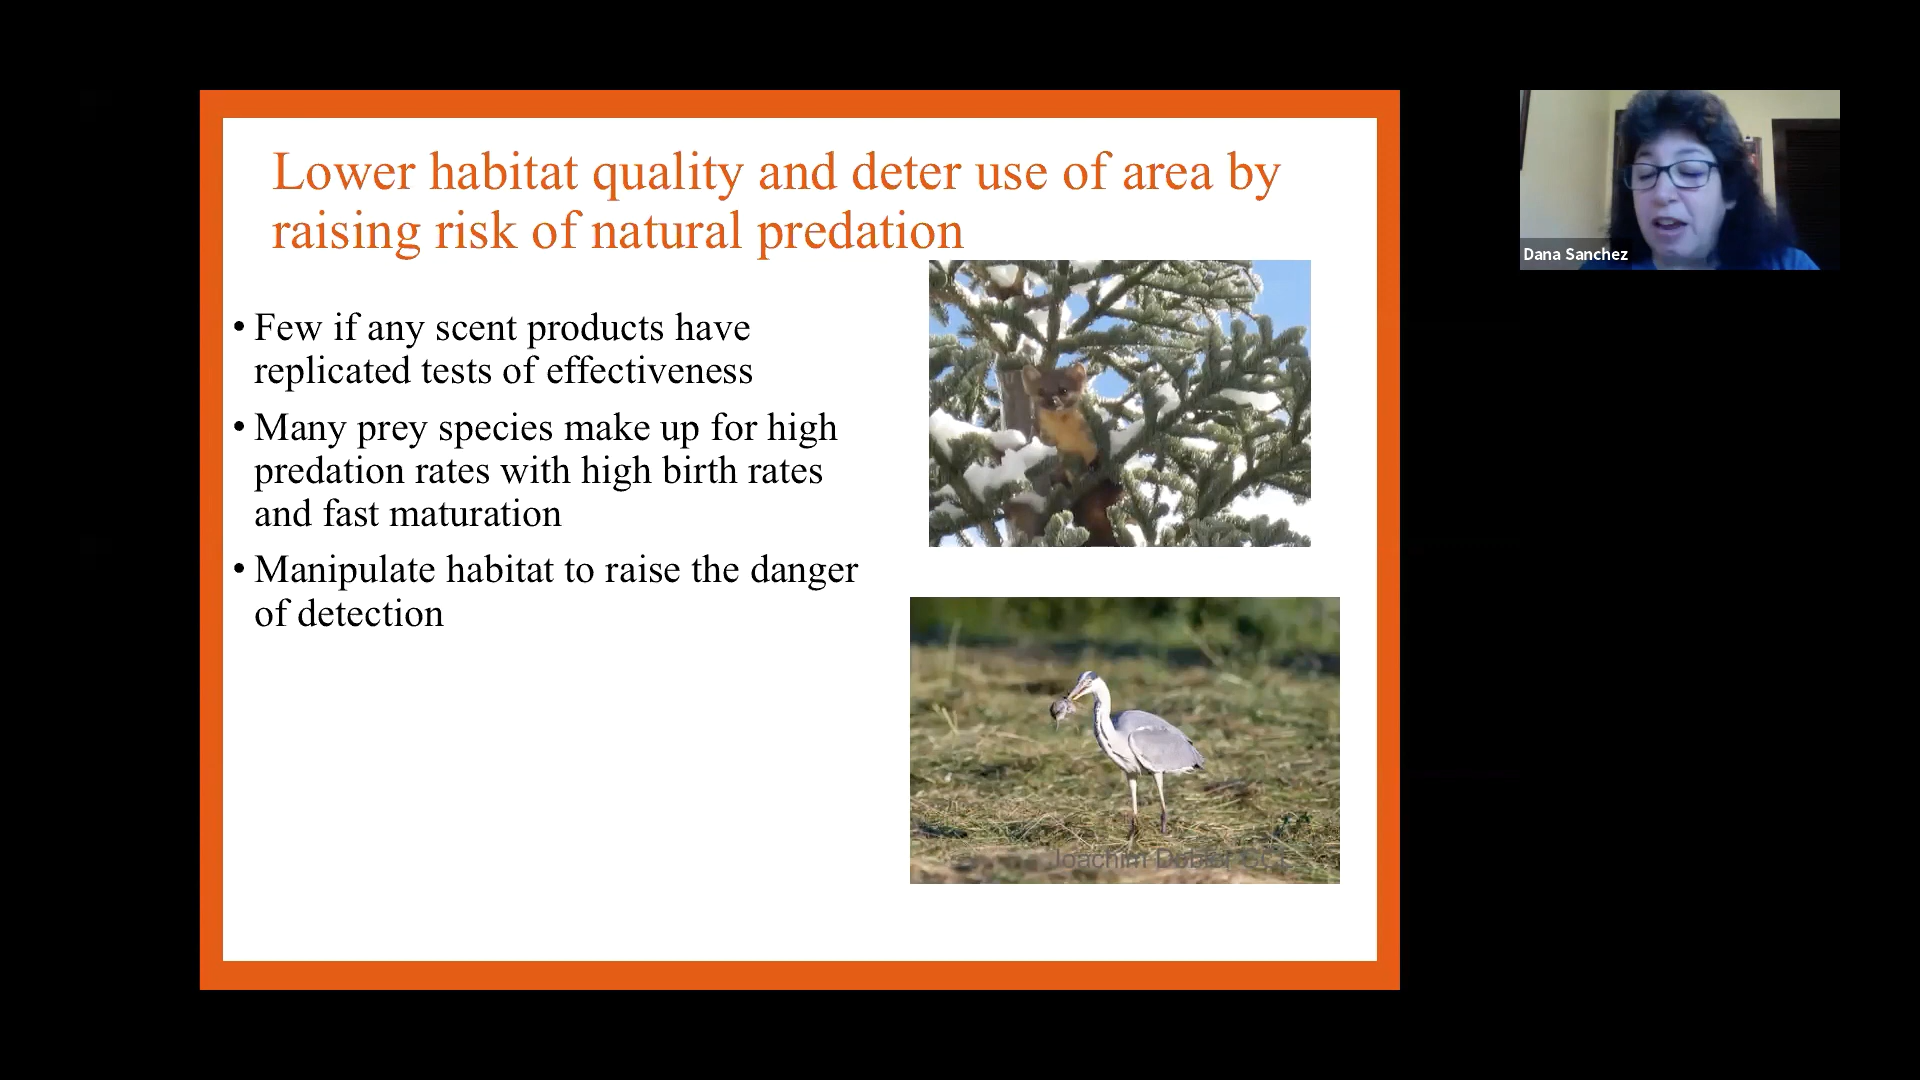 Lower habitat quality and deter use of area by
raising risk of natural predation
• Few if any scent products have
replicated tests of effectiveness
• Many prey species make up for high
predation rates with high birth rates
and fast maturation
• Manipulate habitat to raise the danger
of detection
Joachim
Dana Sanchez